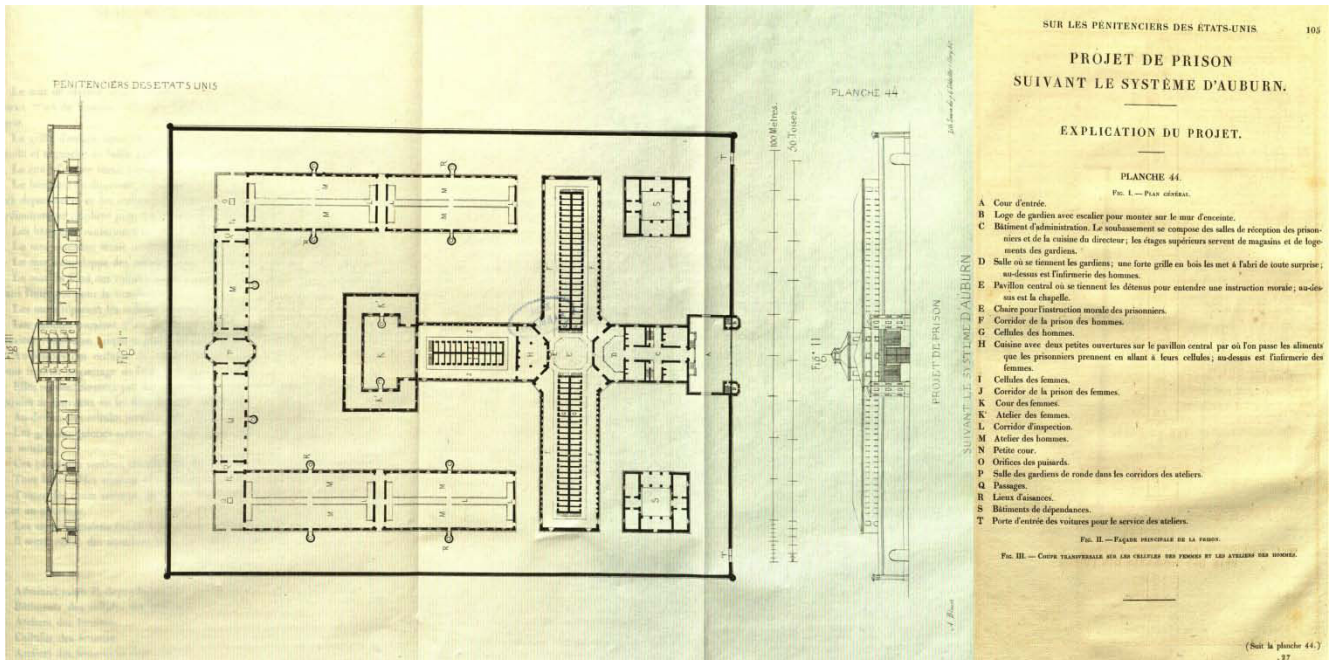 PENITENCIERS DES ETATS UNIS
PLANCHE 44
Fig. III
Fig. I
Fig. II
100 Metres.
50 Toises.
PROJET DE PRISON
SUIVANT LE SYSTEME D'AUBURN
SUR LES PÉNITENCIERS DES ÉTATS-UNIS. 105
PROJET DE PRISON
SUIVANT LE SYSTÈME D'AUBURN.
EXPLICATION DU PROJET.
PLANCHE 44.
Fig. I. — Plan général.
A Cour d'entrée.
B Loge de gardien avec escalier pour monter sur le mur d'enceinte.
C Bâtiment d'administration. Le soubassement se compose des salles de réception des prison-
niers et de la cuisine du directeur; les étages supérieurs servent de magasins et de loge-
ments des gardiens.
D Salle où se tiennent les gardiens; une forte grille en bois les met à l'abri de toute surprise;
au-dessus est l'infirmerie des hommes.
E Pavillon central où se tiennent les détenus pour entendre une instruction morale; au-des-
sus est la chapelle.
E Chaire pour l'instruction morale des prisonniers.
F Corridor de la prison des hommes.
G Cellules des hommes.
H Cuisine avec deux petites ouvertures sur le pavillon central par où l'on passe les aliments
que les prisonniers prennent en allant à leurs cellules; au-dessus est l'infirmerie des
femmes.
I Cellules des femmes.
J Corridor de la prison des femmes.
K Cour des femmes.
K' Atelier des femmes.
L Corridor d'inspection.
M Atelier des hommes.
N Petite cour.
O Orifices des puisards.
P Salle des gardiens de ronde dans les corridors des ateliers.
Q Passages.
R Lieux d'aisances.
S Bâtiments de dépendances.
T Porte d'entrée des voitures pour le service des ateliers.
Fig. II. — Façade principale de la prison.
Fig. III. — Coupe transversale sur les cellules des femmes et les ateliers des hommes.
(Suit la planche 44.)
27